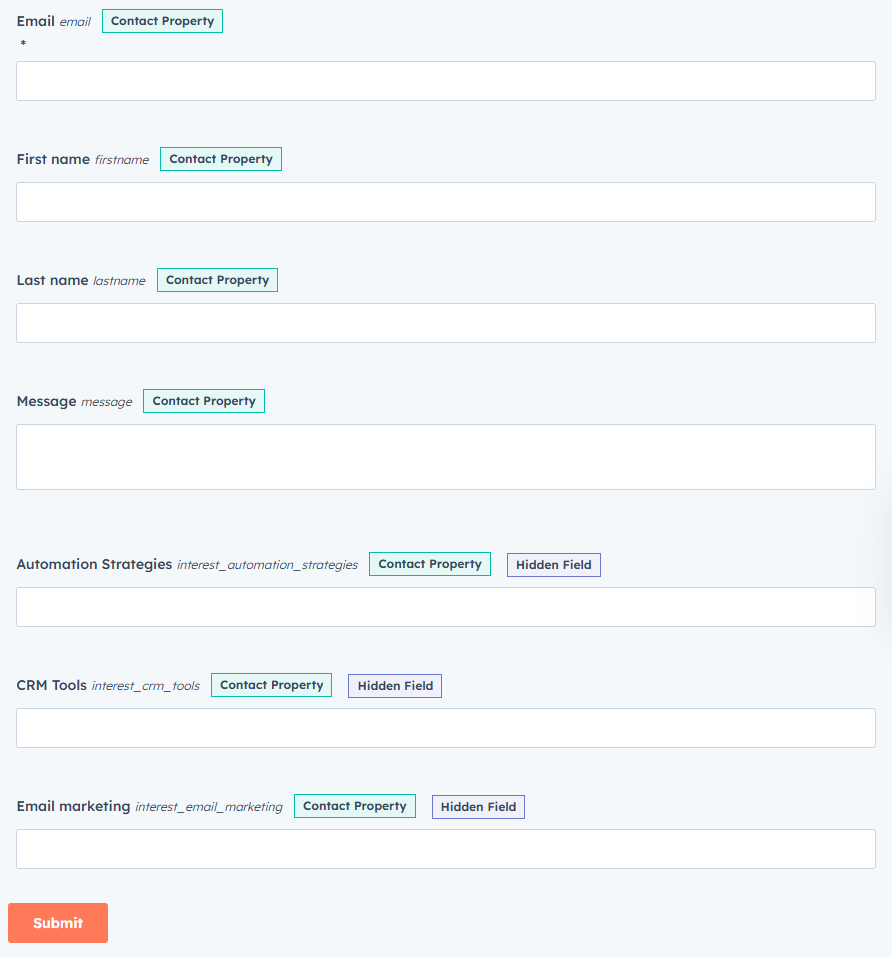 Email email Contact Property
*
First name firstname Contact Property
Last name lastname Contact Property
Message message Contact Property
Automation Strategies interest_automation_strategies Contact Property Hidden Field
CRM Tools interest_crm_tools Contact Property Hidden Field
Email marketing interest_email_marketing Contact Property Hidden Field
Submit